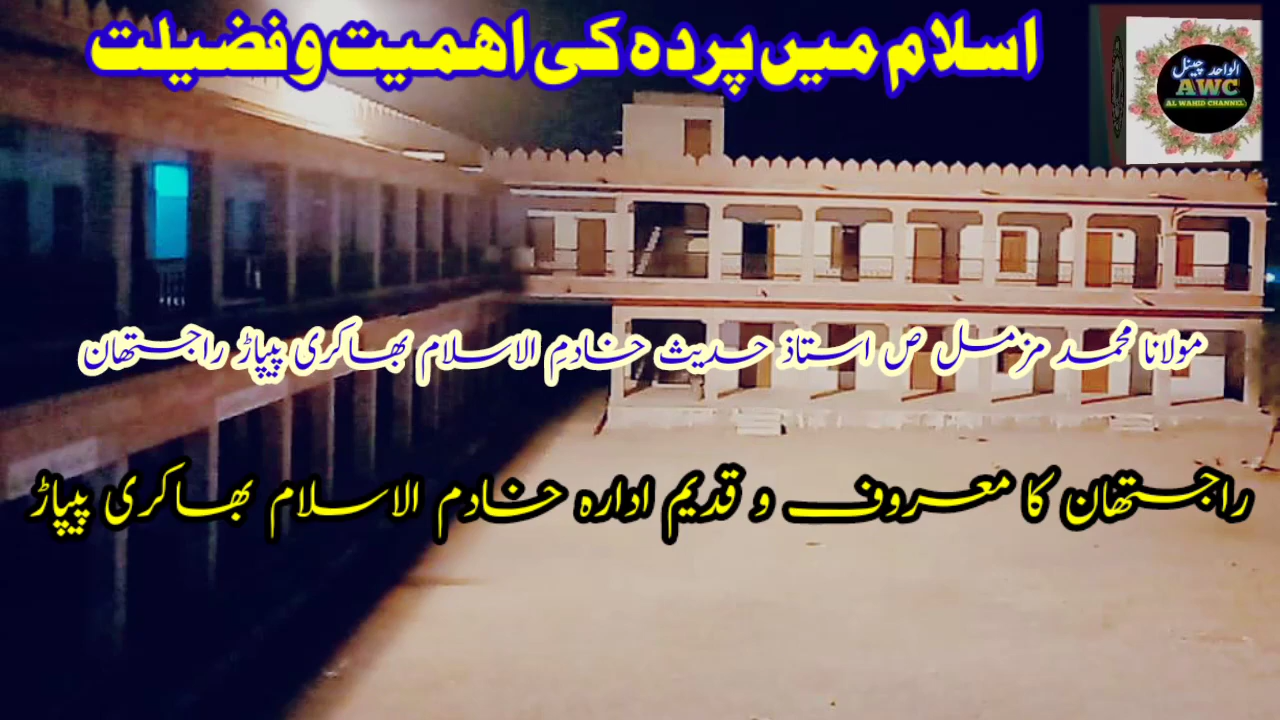 اسلام میں پردہ کی اھمیت و فضیلت
الواحد چینل
AWC
AL WAHID CHANNEL
مولانا محمد مزمل ص استاذ حدیث خادمِ الاسلام بھاکری پیپاڑ راجستھان
راجستھان کا معروف و قدیم ادارہ خادم الاسلام بھاکری پیپاڑ